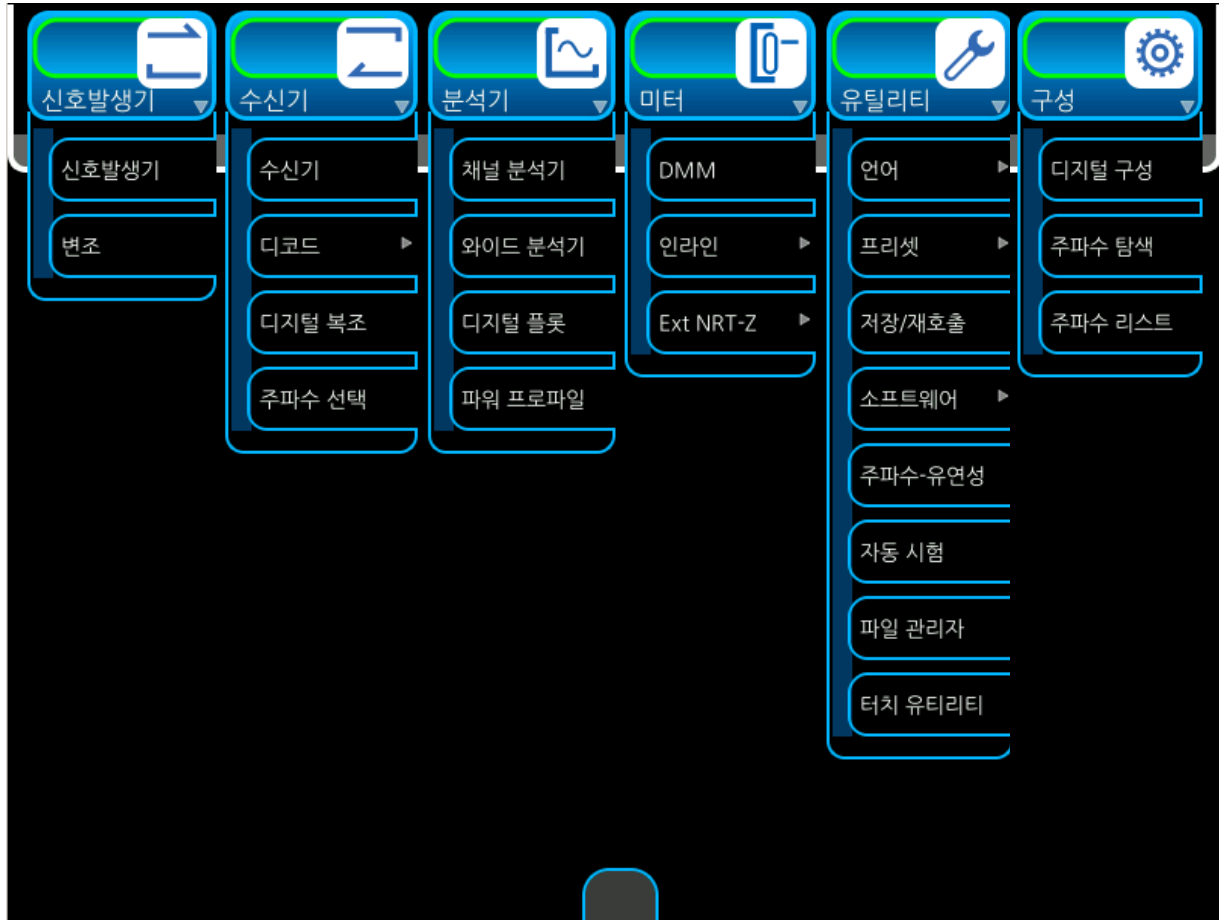 신호발생기
신호발생기
변조
수신기
수신기
디코드
디지털 복조
주파수 선택
분석기
채널 분석기
와이드 분석기
디지털 플롯
파워 프로파일
미터
DMM
인라인
Ext NRT-Z
유틸리티
언어
프리셋
저장/재호출
소프트웨어
주파수-유연성
자동 시험
파일 관리자
터치 유티리티
구성
디지털 구성
주파수 탐색
주파수 리스트